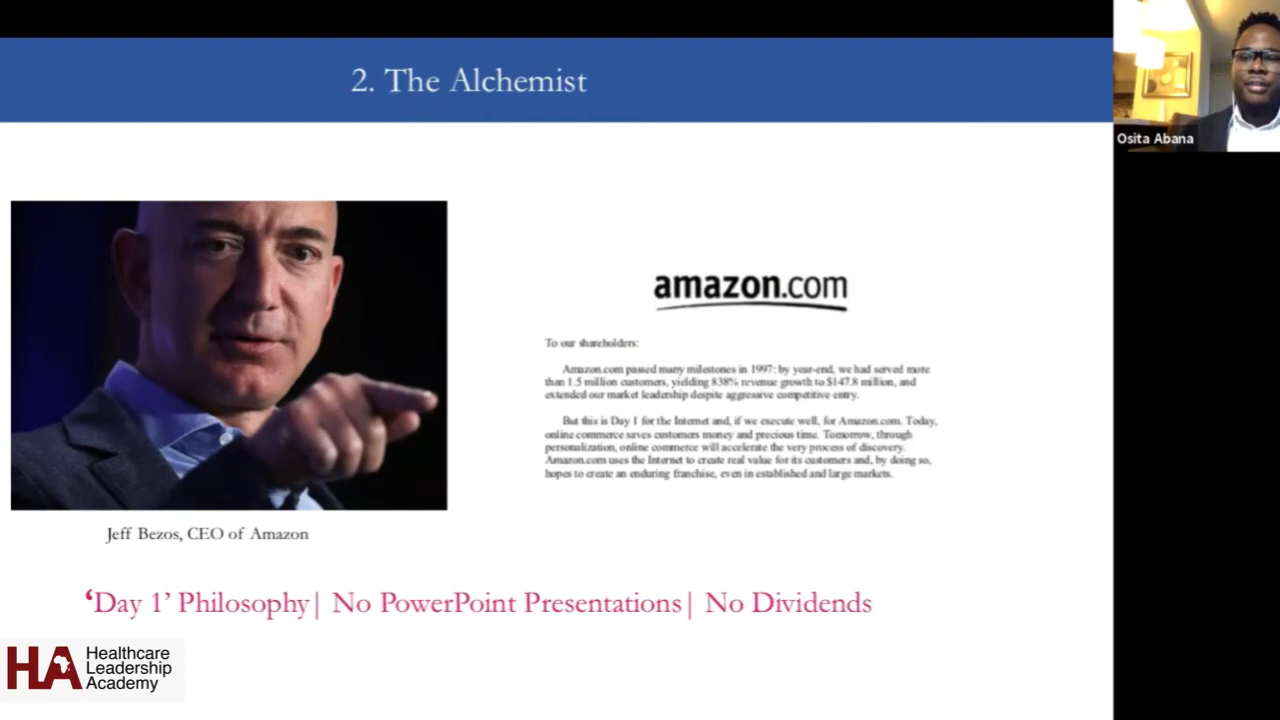 2. The Alchemist
Osita Abana
amazon.com
To our shareholders:
Amazon.com passed many milestones in 1997: by year-end, we had served more
than 1.5 million customers, yielding 838% revenue growth to $147.8 million, and
extended our market leadership despite aggressive competitive entry.
But this is Day 1 for the Internet and, if we execute well, for Amazon.com. Today,
online commerce saves customers money and precious time. Tomorrow, through
personalization, online commerce will accelerate the very process of discovery.
Amazon.com uses the Internet to create real value for its customers and, by doing so,
hopes to create an enduring franchise, even in established and large markets.
Jeff Bezos, CEO of Amazon
‘Day 1’ Philosophy| No PowerPoint Presentations| No Dividends
HA
Healthcare
Leadership
Academy